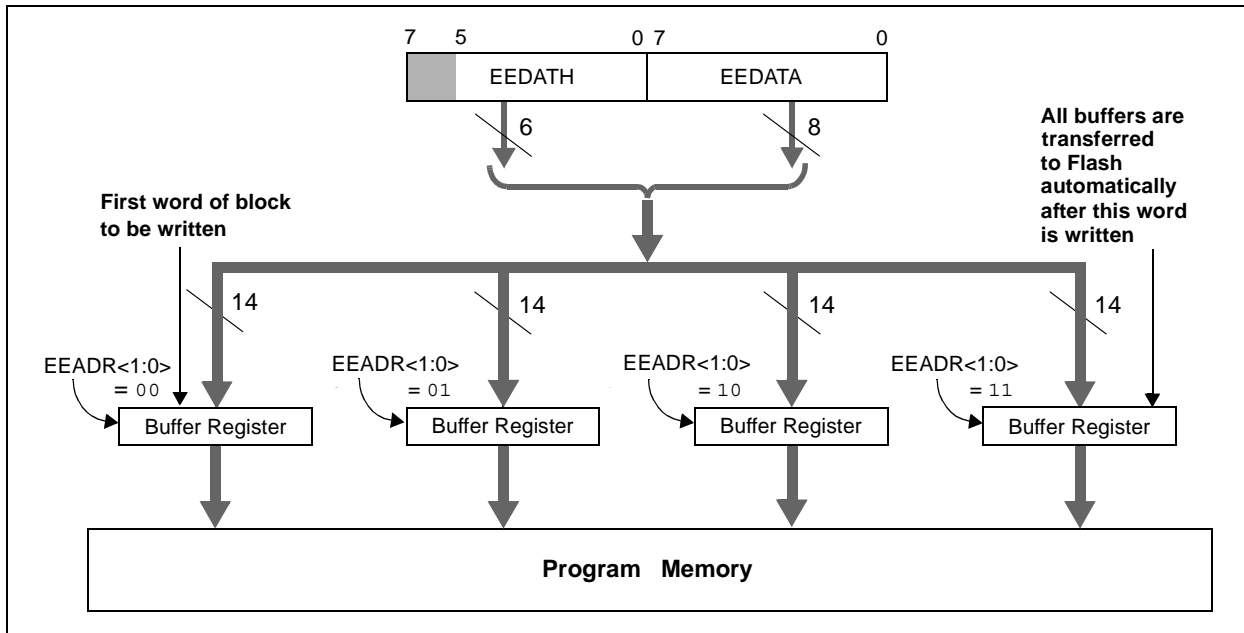 7 5 0 7 0
EEDATH EEDATA
6 8
All buffers are
transferred
to Flash
automatically
after this word
is written
First word of block
to be written
14 14 14 14
EEADR<1:0>
= 00
EEADR<1:0>
= 01
EEADR<1:0>
= 10
EEADR<1:0>
= 11
Buffer Register Buffer Register Buffer Register Buffer Register
Program Memory